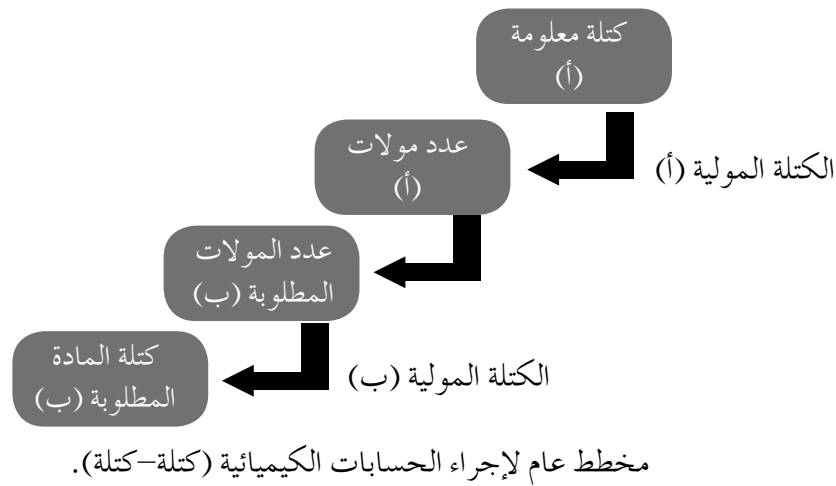 كتلة معلومة
(أ)
الكتلة المولية (أ)
عدد مولات
(أ)
عدد المولات
المطلوبة (ب)
الكتلة المولية (ب)
كتلة المادة
المطلوبة (ب)
مخطط عام لإجراء الحسابات الكيميائية (كتلة–كتلة).